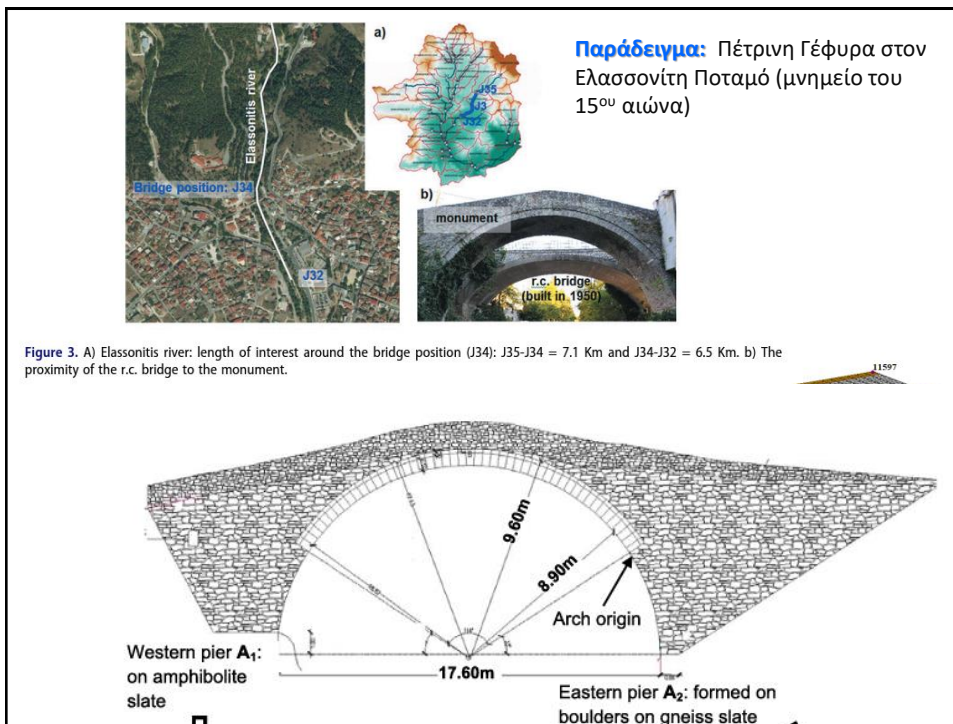 Παράδειγμα: Πέτρινη Γέφυρα στον
Ελασσονίτη Ποταμό (μνημείο του
15ου αιώνα)
a)
J35
J3
J32
Elassonitis river
Bridge position: J34
J32
b)
monument
r.c. bridge
(built in 1950)
Figure 3. A) Elassonitis river: length of interest around the bridge position (J34): J35-J34 = 7.1 Km and J34-J32 = 6.5 Km. b) The
proximity of the r.c. bridge to the monument.
11597
9.60m
8.90m
Arch origin
17.60m
Western pier A1:
on amphibolite
slate
Eastern pier A2: formed on
boulders on gneiss slate